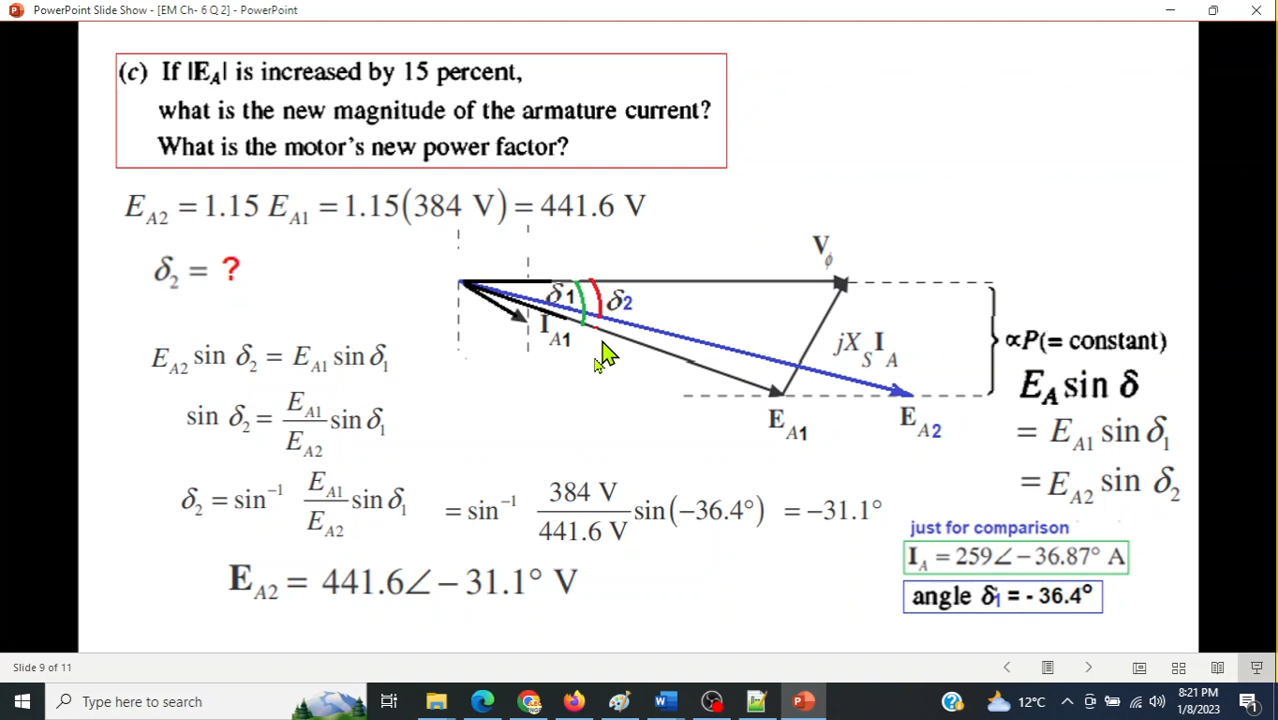 PowerPoint Slide Show - [EM Ch- 6 Q 2] - PowerPoint
(c) If |E_A| is increased by 15 percent,
what is the new magnitude of the armature current?
What is the motor's new power factor?
E_A2 = 1.15 E_A1 = 1.15(384 V) = 441.6 V
δ_2 = ?
V_ϕ
δ1
δ2
I_A1
jX_S I_A
∝P(= constant)
E_A1
E_A2
E_A sin δ
= E_A1 sin δ_1
= E_A2 sin δ_2
E_A2 sin δ_2 = E_A1 sin δ_1
sin δ_2 = E_A1 / E_A2 sin δ_1
δ_2 = sin⁻¹ E_A1 / E_A2 sin δ_1 = sin⁻¹ 384 V / 441.6 V sin(−36.4°) = −31.1°
E_A2 = 441.6∠−31.1° V
just for comparison
I_A = 259∠−36.87° A
angle δ_1 = - 36.4°
Slide 9 of 11
Type here to search
12°C
8:21 PM
1/8/2023
1